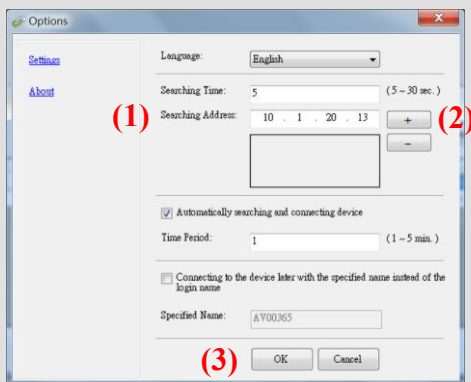 Options
Settings
About
Language: English
Searching Time: 5 (5 ~ 30 sec.)
(1) Searching Address: 10 . 1 . 20 . 13 + (2)
-
Automatically searching and connecting device
Time Period: 1 (1 ~ 5 min.)
Connecting to the device later with the specified name instead of the
login name
Specified Name: AV00365
(3) OK Cancel